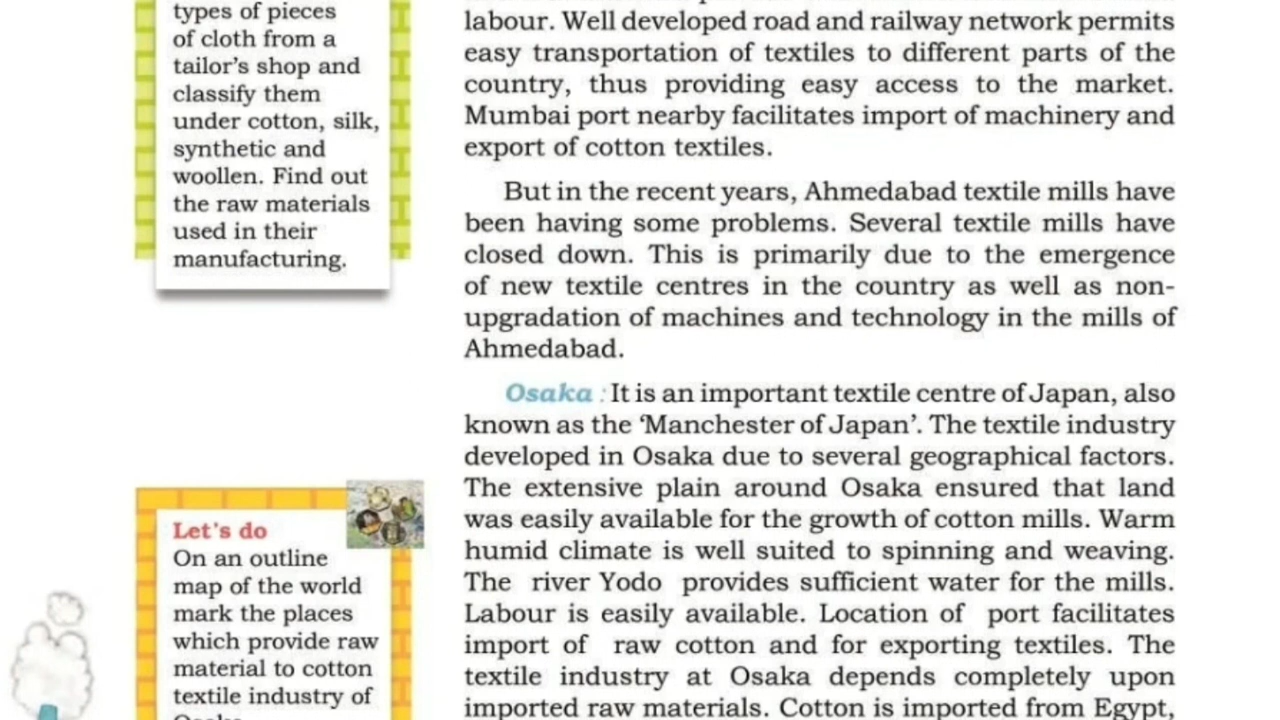 types of pieces
of cloth from a
tailor's shop and
classify them
under cotton, silk,
synthetic and
woollen. Find out
the raw materials
used in their
manufacturing.
Let's do
On an outline
map of the world
mark the places
which provide raw
material to cotton
textile industry of
labour. Well developed road and railway network permits
easy transportation of textiles to different parts of the
country, thus providing easy access to the market.
Mumbai port nearby facilitates import of machinery and
export of cotton textiles.
But in the recent years, Ahmedabad textile mills have
been having some problems. Several textile mills have
closed down. This is primarily due to the emergence
of new textile centres in the country as well as non-
upgradation of machines and technology in the mills of
Ahmedabad.
Osaka : It is an important textile centre of Japan, also
known as the 'Manchester of Japan'. The textile industry
developed in Osaka due to several geographical factors.
The extensive plain around Osaka ensured that land
was easily available for the growth of cotton mills. Warm
humid climate is well suited to spinning and weaving.
The river Yodo provides sufficient water for the mills.
Labour is easily available. Location of port facilitates
import of raw cotton and for exporting textiles. The
textile industry at Osaka depends completely upon
imported raw materials. Cotton is imported from Egypt,